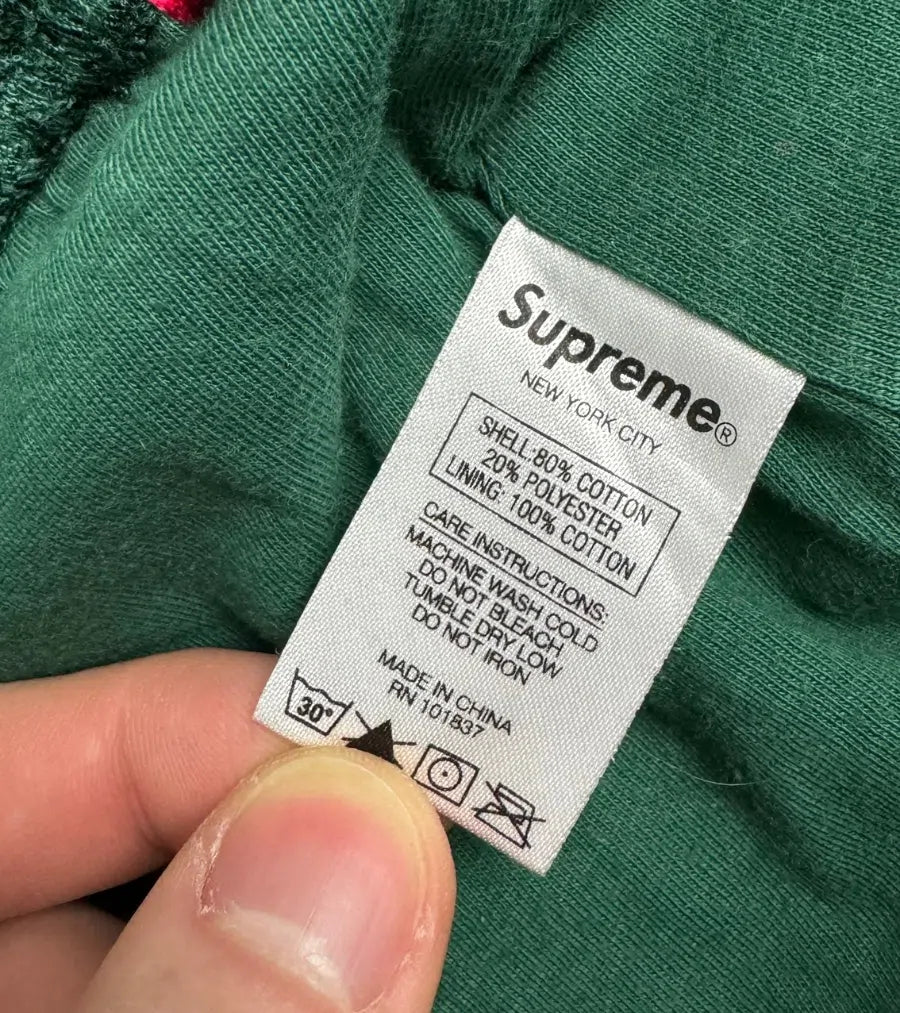 Supreme®
NEW YORK CITY
SHELL: 80% COTTON
20% POLYESTER
LINING: 100% COTTON
CARE INSTRUCTIONS:
MACHINE WASH COLD
DO NOT BLEACH
TUMBLE DRY LOW
DO NOT IRON
MADE IN CHINA
RN 101837
30°